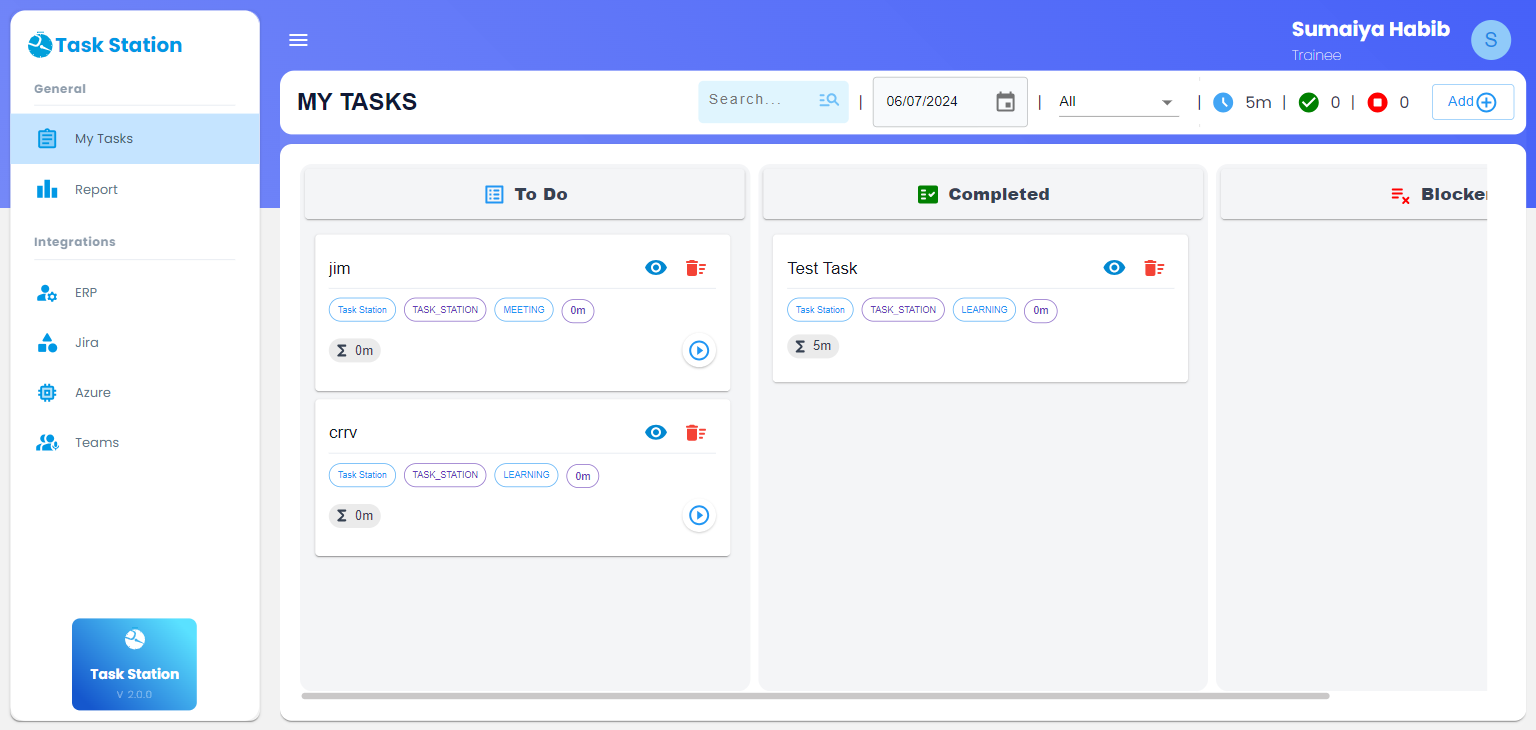 Task Station
General
My Tasks
Report
Integrations
ERP
Jira
Azure
Teams
Task Station
V 2.0.0
Sumaiya Habib
Trainee
S
MY TASKS
Search...
|
06/07/2024
|
All
| 5m | 0 | 0
Add
To Do
jim
Task Station TASK_STATION MEETING 0m
Σ 0m
crrv
Task Station TASK_STATION LEARNING 0m
Σ 0m
Completed
Test Task
Task Station TASK_STATION LEARNING 0m
Σ 5m
Blocke